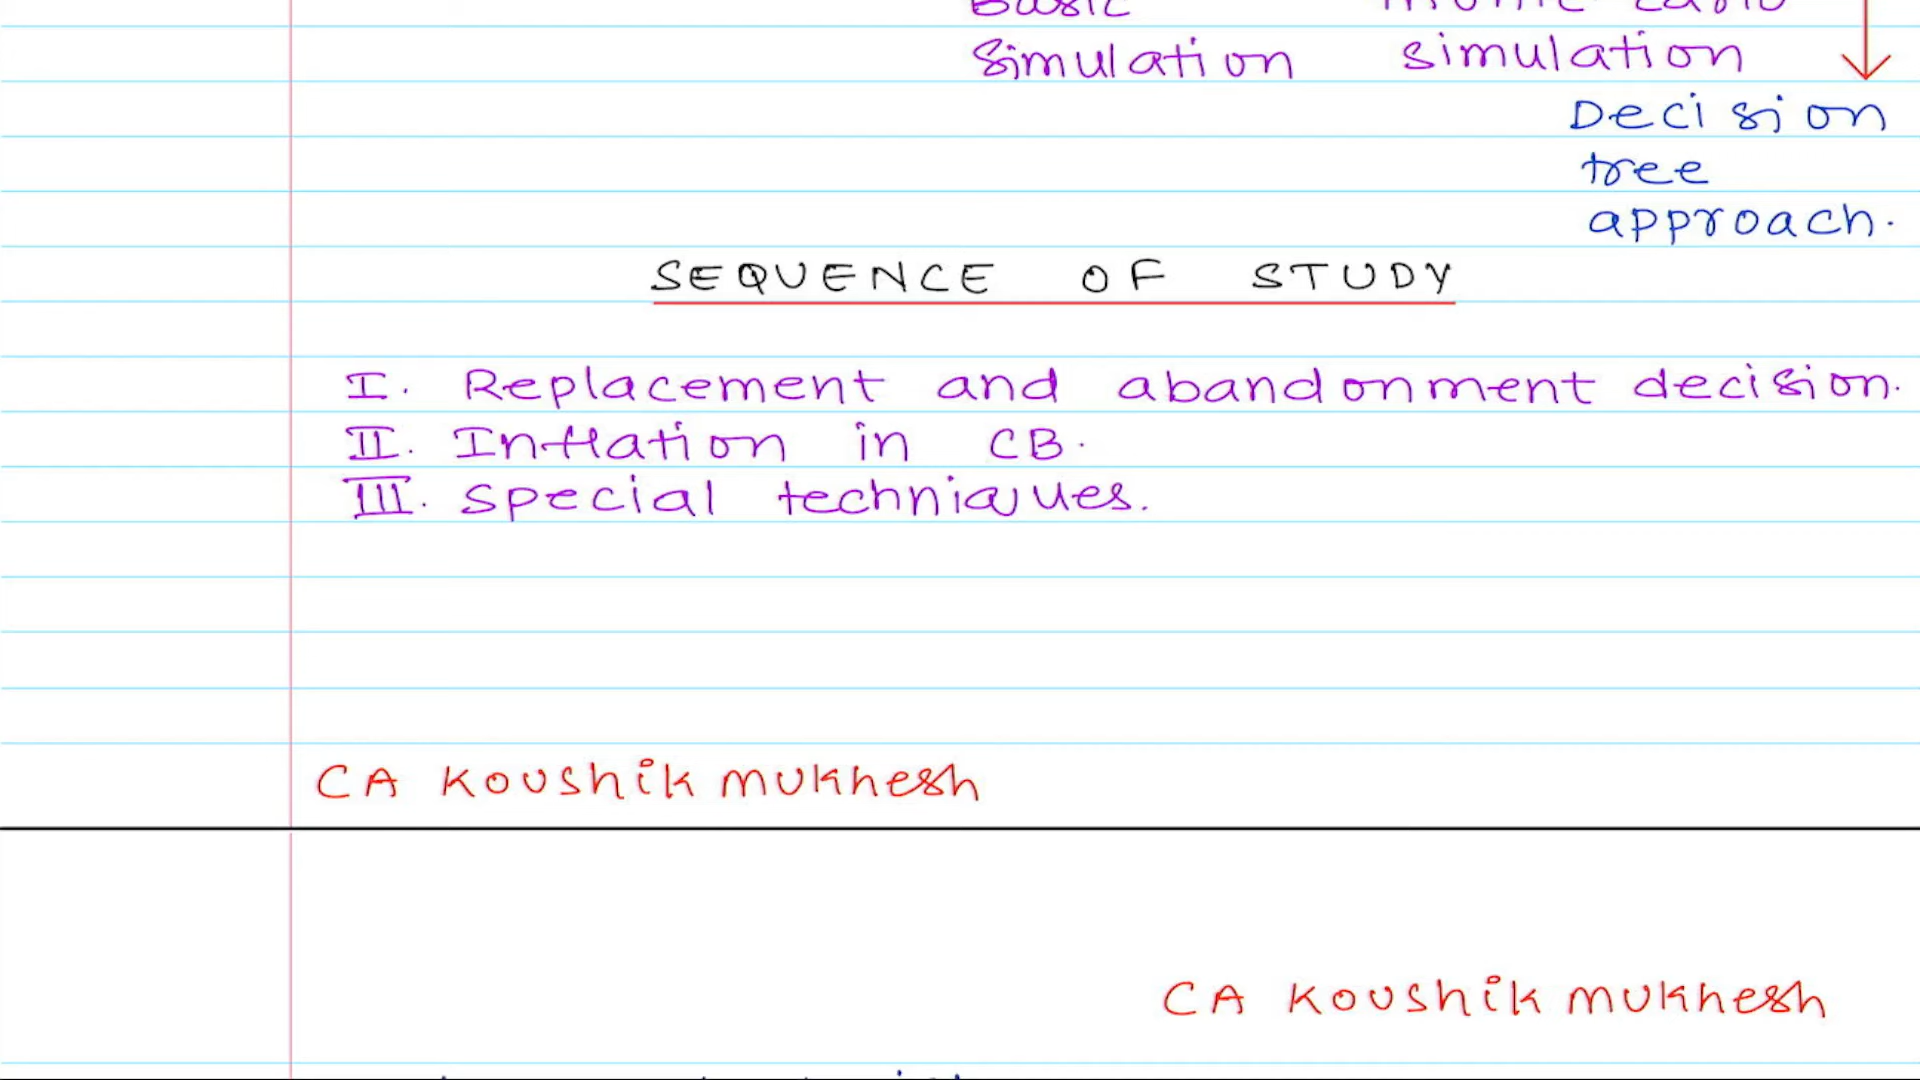 Basic
simulation simulation
Decision
tree
approach.
SEQUENCE OF STUDY
I. Replacement and abandonment decision.
II. Inflation in CB.
III. special techniques.
CA Koushik mukhesh
CA Koushik mukhesh